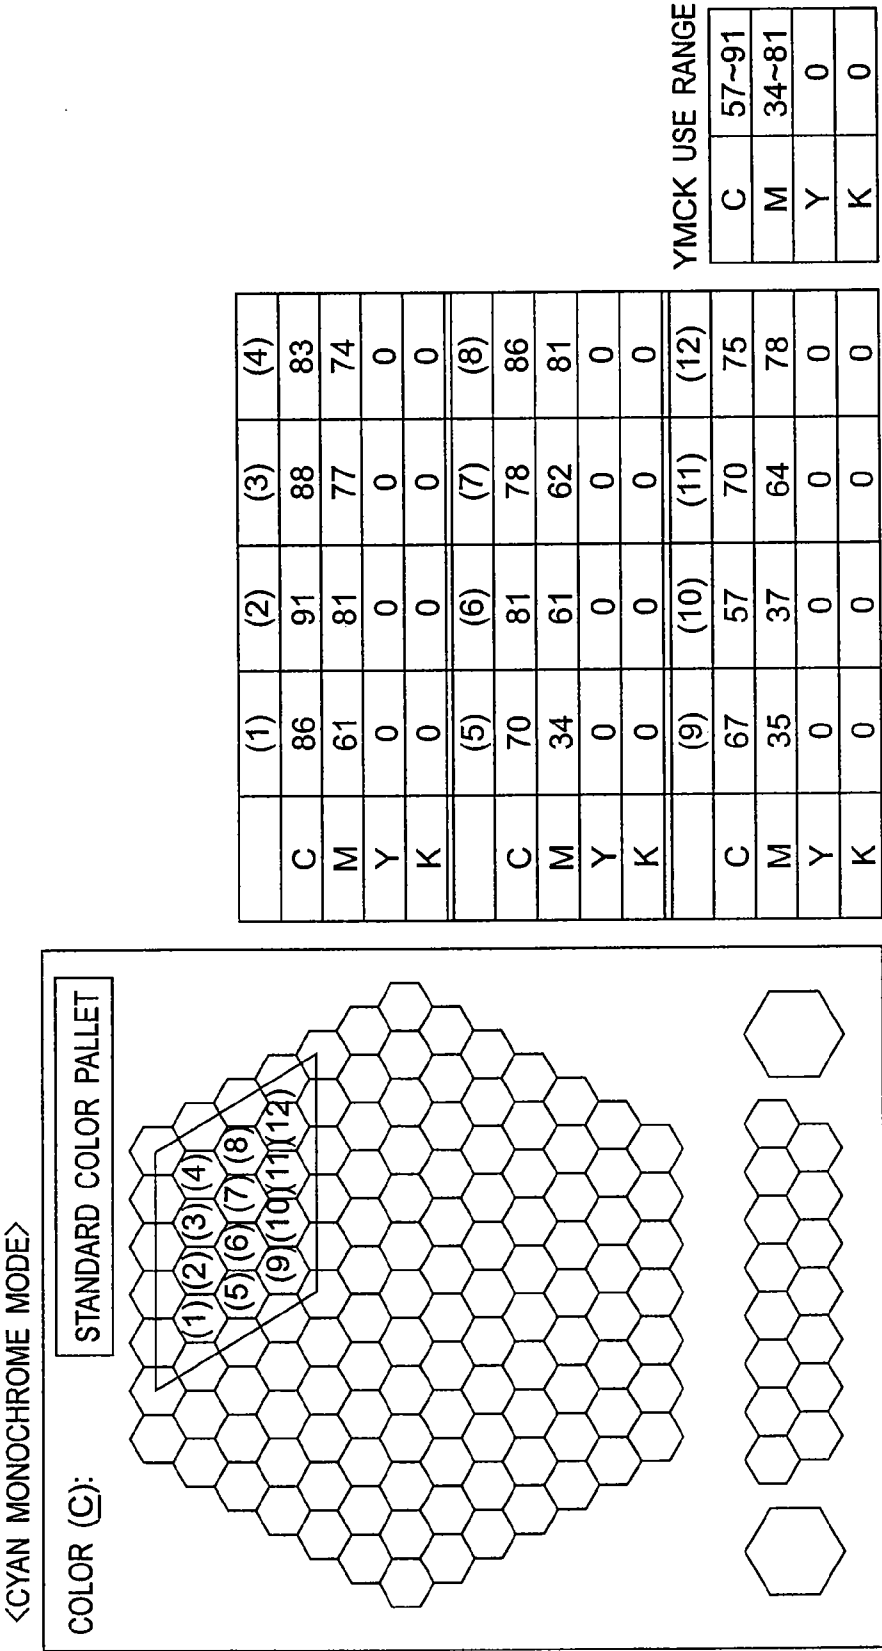 <CYAN MONOCHROME MODE>
COLOR (C):
STANDARD COLOR PALLET
(1) (2) (3) (4)
(5) (6) (7) (8)
(9) (10) (11) (12)
(1) (2) (3) (4)
C 86 91 88 83
M 61 81 77 74
Y 0 0 0 0
K 0 0 0 0
(5) (6) (7) (8)
C 70 81 78 86
M 34 61 62 81
Y 0 0 0 0
K 0 0 0 0
(9) (10) (11) (12)
C 67 57 70 75
M 35 37 64 78
Y 0 0 0 0
K 0 0 0 0
YMCK USE RANGE
C 57~91
M 34~81
Y 0
K 0